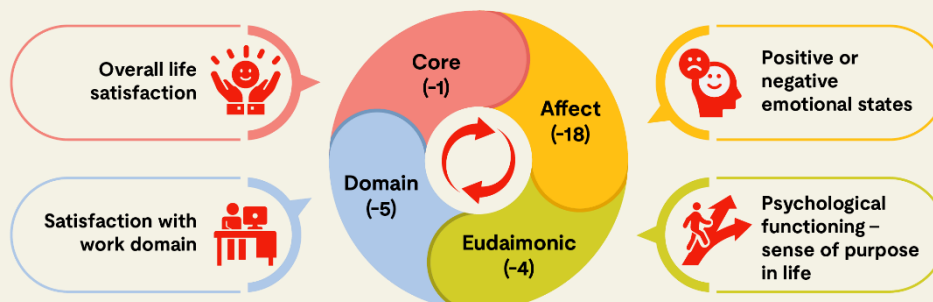 Overall life
satisfaction
Core
(-1)
Affect
(-18)
Positive or
negative
emotional states
Satisfaction with
work domain
Domain
(-5)
Eudaimonic
(-4)
Psychological
functioning –
sense of purpose
in life